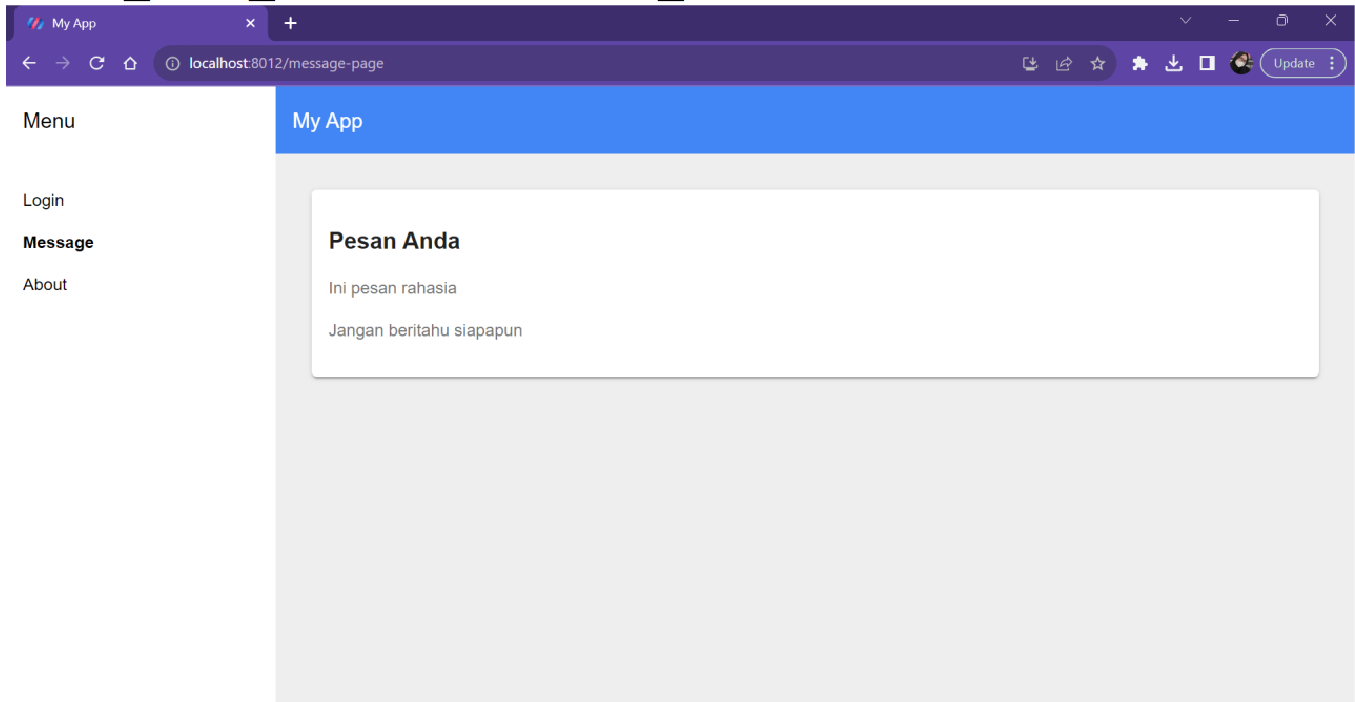 My App
localhost:8012/message-page
Update
Menu
My App
Login
Message
About
Pesan Anda
Ini pesan rahasia
Jangan beritahu siapapun